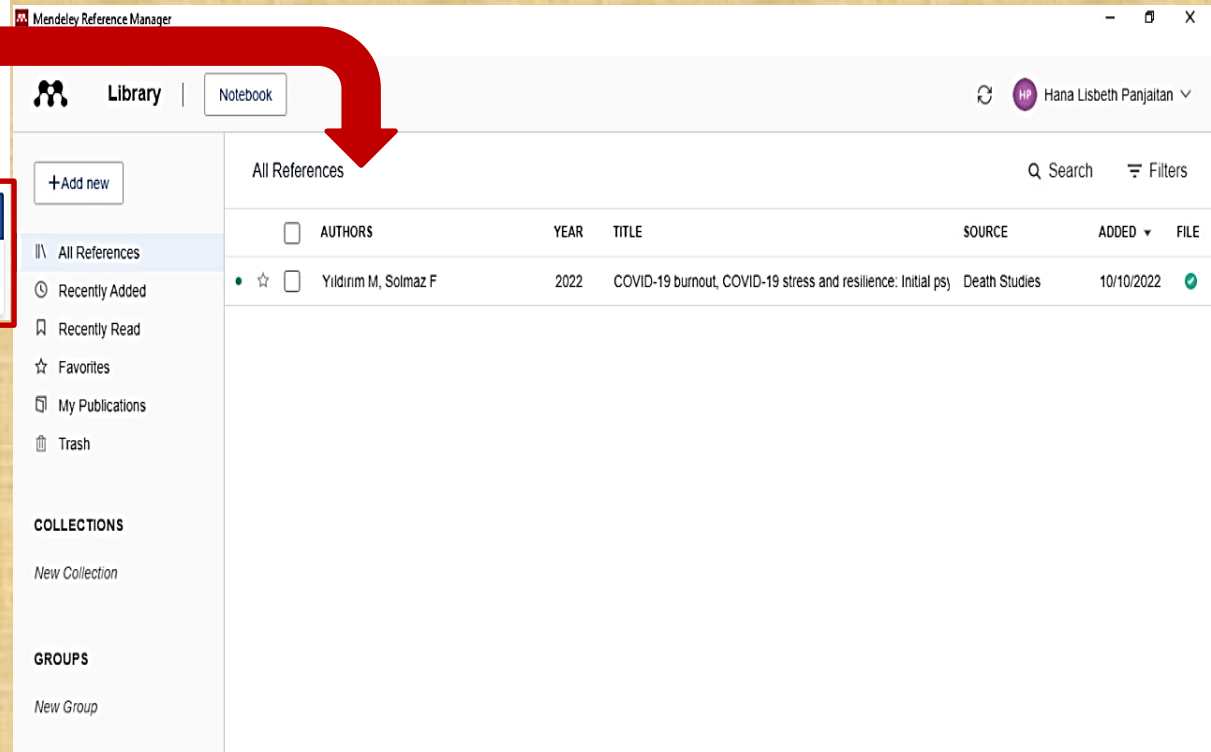 Mendeley Reference Manager
Library | Notebook
HP Hana Lisbeth Panjaitan
+Add new
All References
Search
Filters
AUTHORS YEAR TITLE SOURCE ADDED FILE
Yıldırım M, Solmaz F 2022 COVID-19 burnout, COVID-19 stress and resilience: Initial psy Death Studies 10/10/2022
All References
Recently Added
Recently Read
Favorites
My Publications
Trash
COLLECTIONS
New Collection
GROUPS
New Group